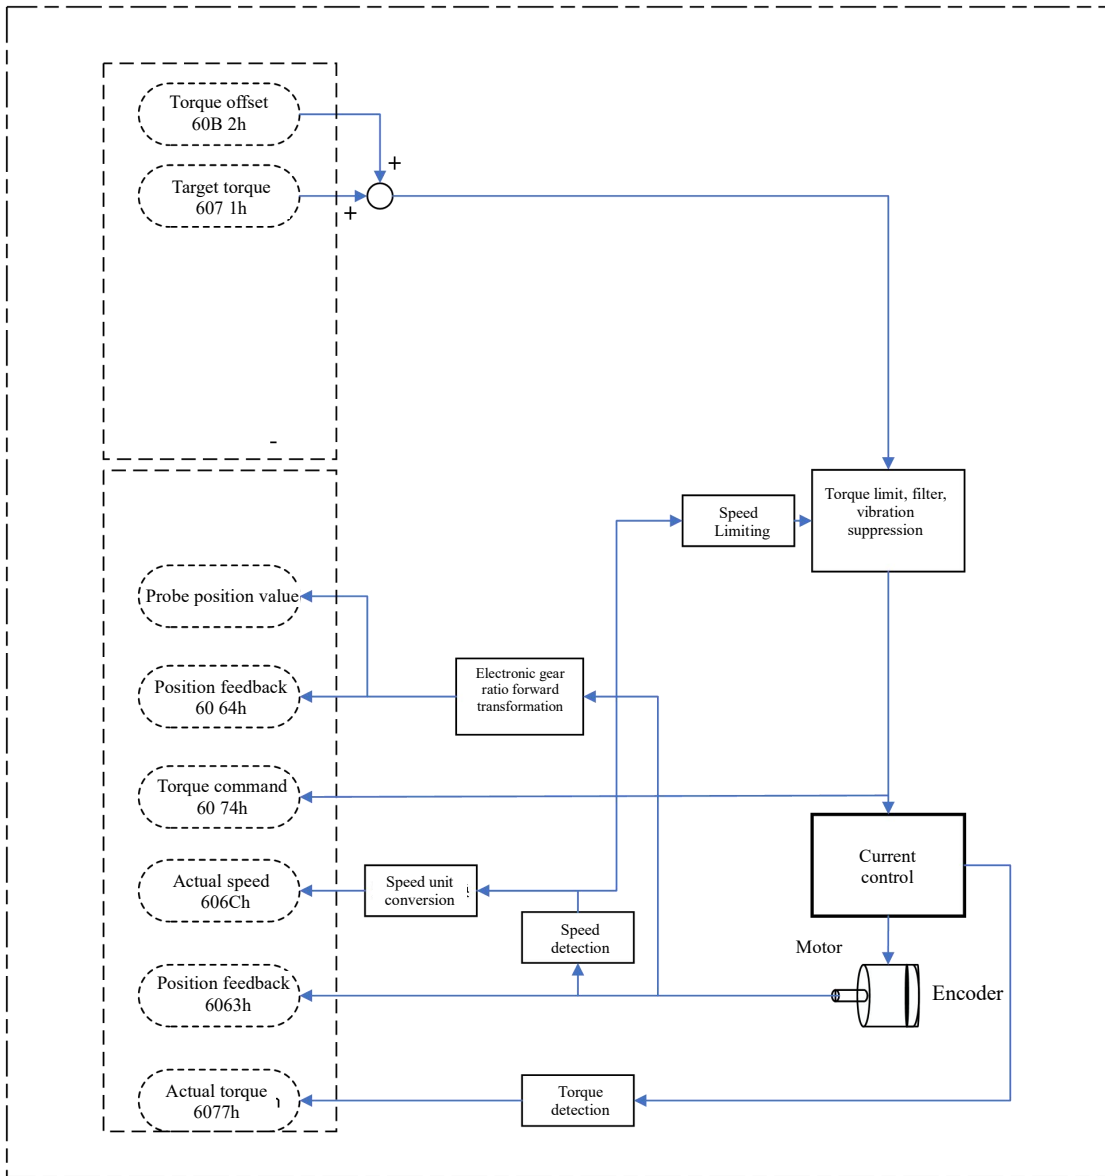 Torque offset
60B 2h
+
Target torque
607 1h
+
-
Torque limit, filter,
vibration
suppression
Speed
Limiting
Probe position value
Electronic gear
ratio forward
transformation
Position feedback
60 64h
Torque command
60 74h
Current
control
Actual speed
606Ch
Speed unit
conversion
Speed
detection
Motor
Position feedback
6063h
Encoder
Actual torque
6077h
Torque
detection